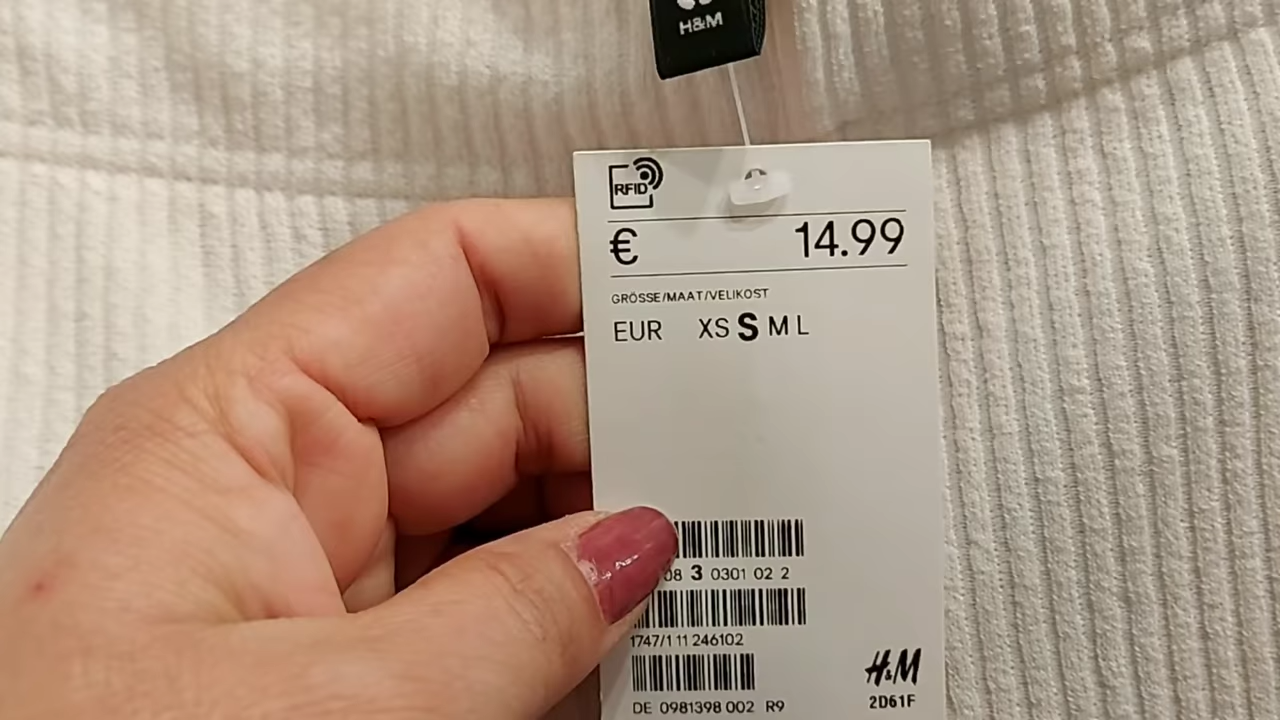 H&M
RFID
€ 14.99
GRÖSSE/MAAT/VELIKOST
EUR XS S M L
08 3 0301 02 2
1747/1 11 246102
H&M
DE 0981398 002 R9
2D61F